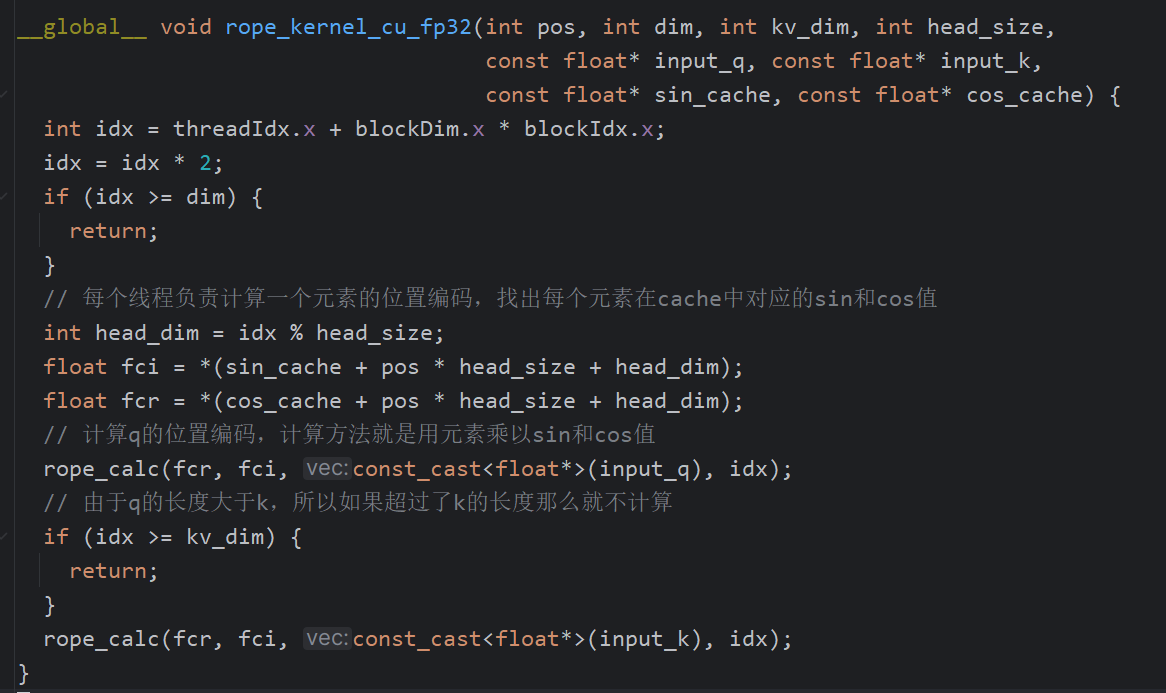 __global__ void rope_kernel_cu_fp32(int pos, int dim, int kv_dim, int head_size,
                                    const float* input_q, const float* input_k,
                                    const float* sin_cache, const float* cos_cache) {
  int idx = threadIdx.x + blockDim.x * blockIdx.x;
  idx = idx * 2;
  if (idx >= dim) {
    return;
  }
  // 每个线程负责计算一个元素的位置编码，找出每个元素在cache中对应的sin和cos值
  int head_dim = idx % head_size;
  float fci = *(sin_cache + pos * head_size + head_dim);
  float fcr = *(cos_cache + pos * head_size + head_dim);
  // 计算q的位置编码，计算方法就是用元素乘以sin和cos值
  rope_calc(fcr, fci, vec: const_cast<float*>(input_q), idx);
  // 由于q的长度大于k，所以如果超过了k的长度那么就不计算
  if (idx >= kv_dim) {
    return;
  }
  rope_calc(fcr, fci, vec: const_cast<float*>(input_k), idx);
}